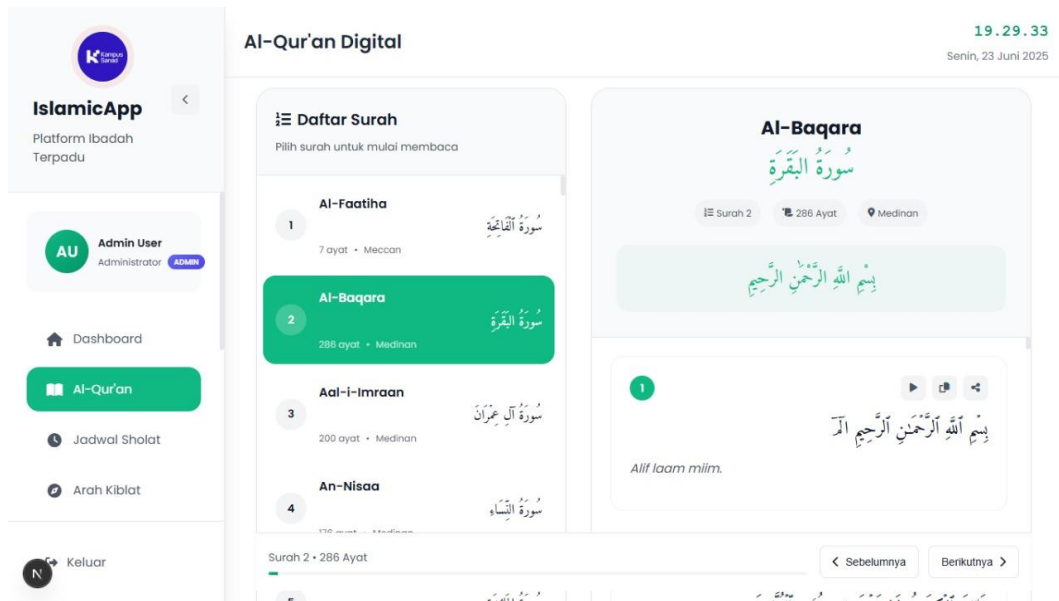 Kampus
Sanad
IslamicApp
Platform Ibadah
Terpadu
AU
Admin User
Administrator ADMIN
Dashboard
Al-Qur'an
Jadwal Sholat
Arah Kiblat
Keluar
N
Al-Qur'an Digital
19.29.33
Senin, 23 Juni 2025
Daftar Surah
Pilih surah untuk mulai membaca
1
Al-Faatiha
سُورَةُ ٱلْفَاتِحَةِ
7 ayat • Meccan
2
Al-Baqara
سُورَةُ البَقَرَةِ
286 ayat • Medinan
3
Aal-i-Imraan
سُورَةُ آلِ عِمۡرَانَ
200 ayat • Medinan
4
An-Nisaa
سُورَةُ النِّسَاءِ
176 ayat • Medinan
5
Al-Baqara
سُورَةُ البَقَرَةِ
Surah 2
286 Ayat
Medinan
بِسْمِ اللَّهِ الرَّحْمَٰنِ الرَّحِيمِ
1
بِسْمِ ٱللَّهِ ٱلرَّحْمَـٰنِ ٱلرَّحِيمِ الٓمٓ
Alif laam miim.
Surah 2 • 286 Ayat
Sebelumnya
Berikutnya